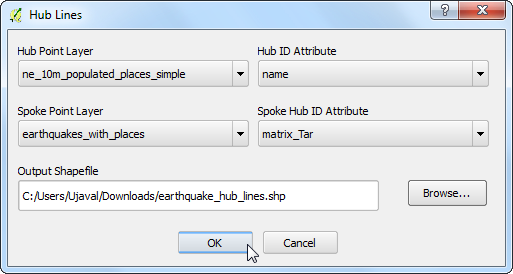 Hub Lines
Hub Point Layer
Hub ID Attribute
ne_10m_populated_places_simple
name
Spoke Point Layer
Spoke Hub ID Attribute
earthquakes_with_places
matrix_Tar
Output Shapefile
C:/Users/Ujaval/Downloads/earthquake_hub_lines.shp
Browse...
OK
Cancel